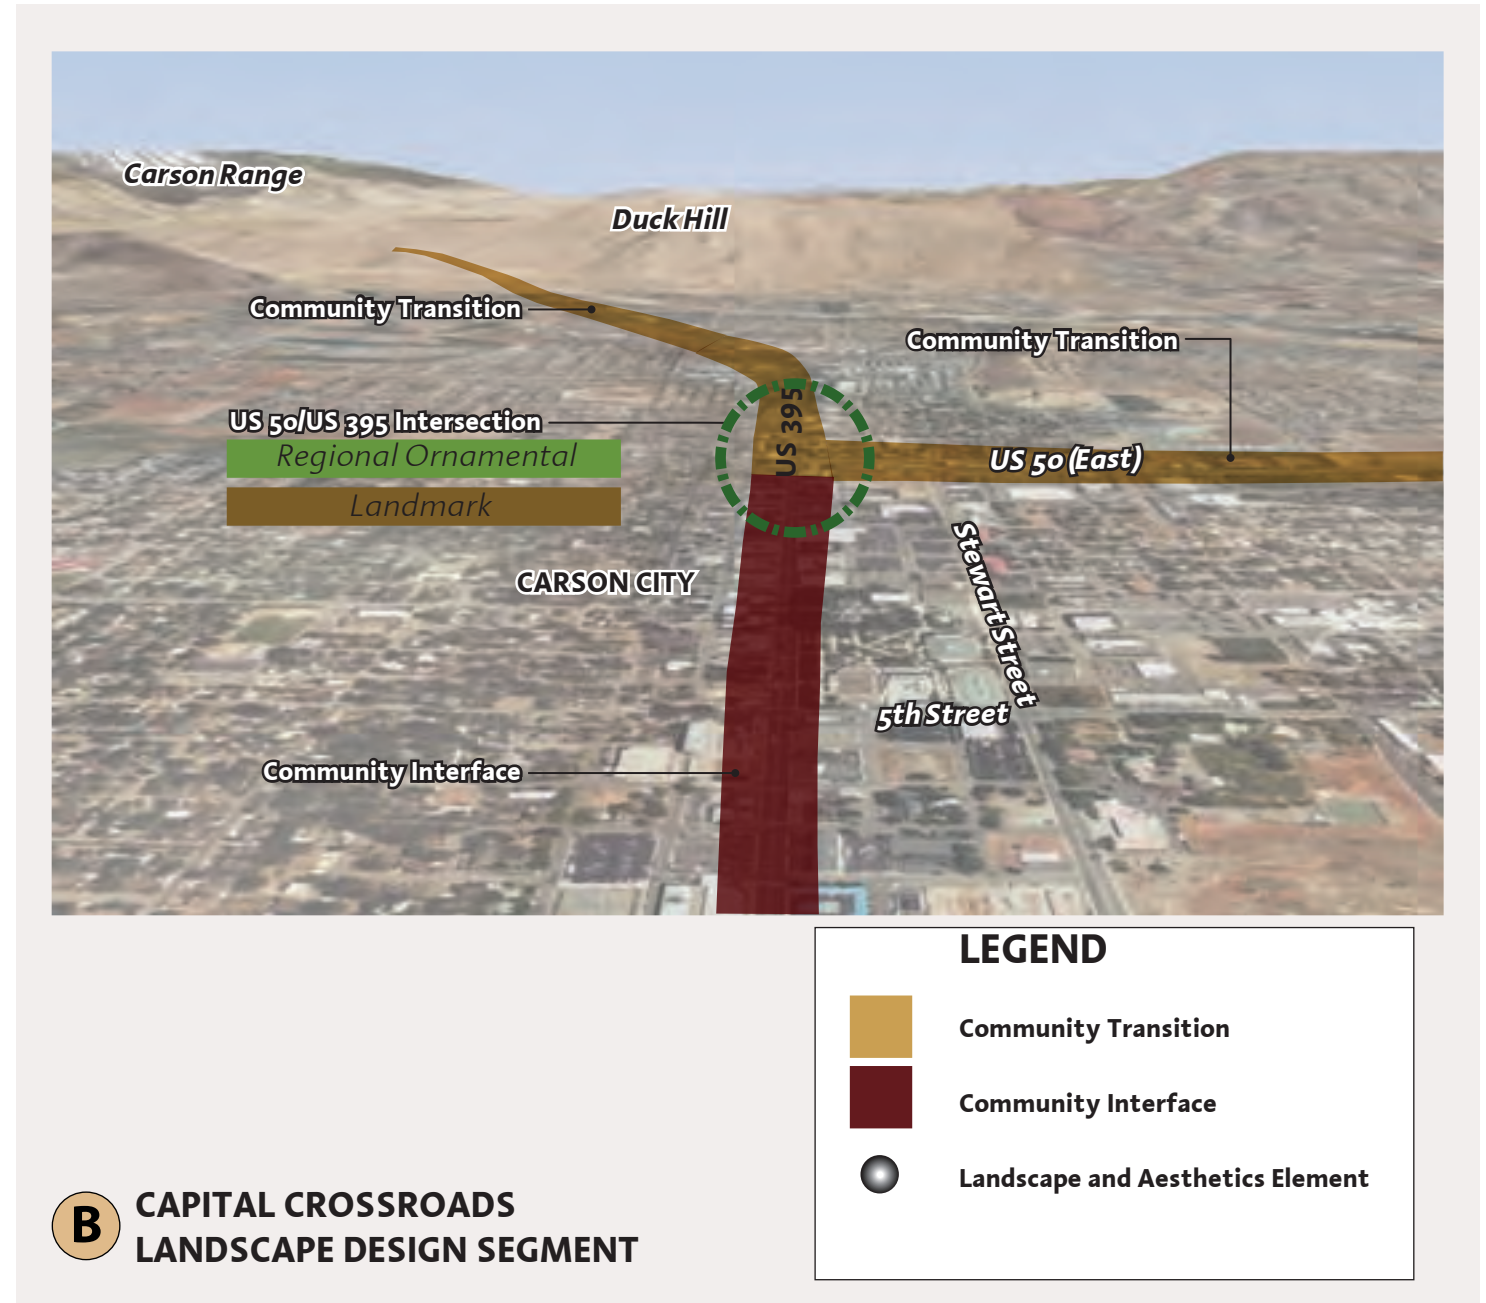 Carson Range
Duck Hill
Community Transition
Community Transition
US 395
US 50/US 395 Intersection
Regional Ornamental
US 50 (East)
Landmark
Stewart Street
CARSON CITY
5th Street
Community Interface
LEGEND
Community Transition
Community Interface
Landscape and Aesthetics Element
B
CAPITAL CROSSROADS
LANDSCAPE DESIGN SEGMENT